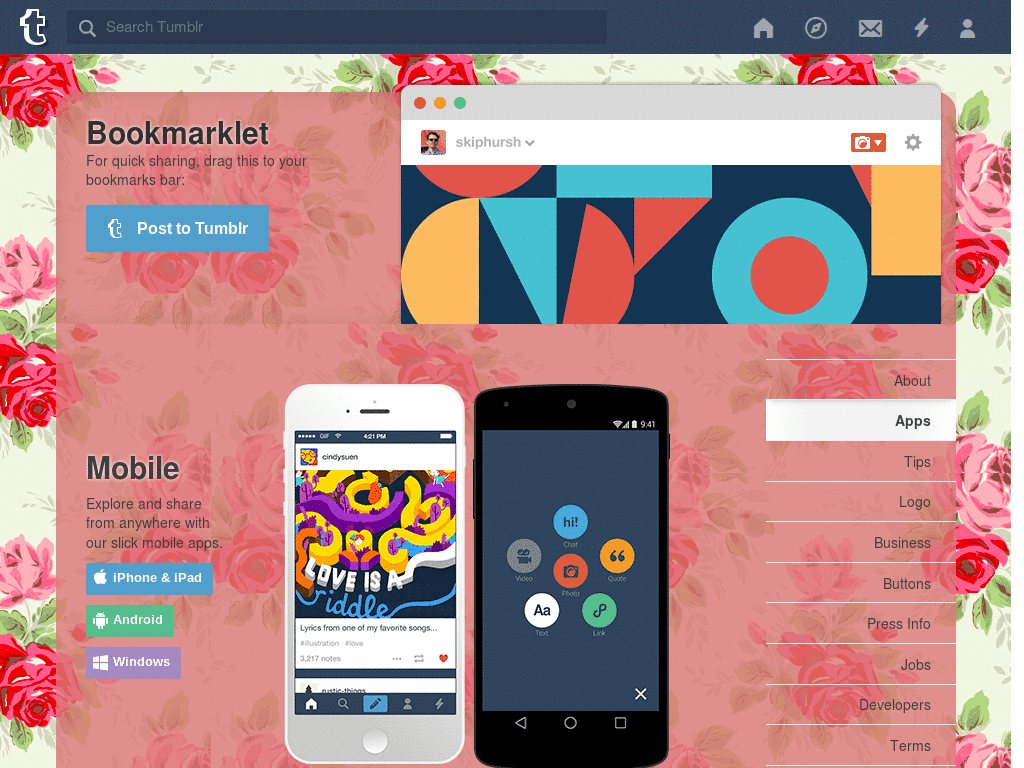 Search Tumblr
Bookmarklet
For quick sharing, drag this to your
bookmarks bar:
Post to Tumblr
skiphursh
Mobile
Explore and share
from anywhere with
our slick mobile apps.
iPhone & iPad
Android
Windows
GIF
4:21 PM
cindysuen
LOVE IS A
riddle
Lyrics from one of my favorite songs...
#illustration #love
3,217 notes
rustic-things
9:41
hi!
Chat
Video
Quote
Photo
Aa
Text
Link
About
Apps
Tips
Logo
Business
Buttons
Press Info
Jobs
Developers
Terms